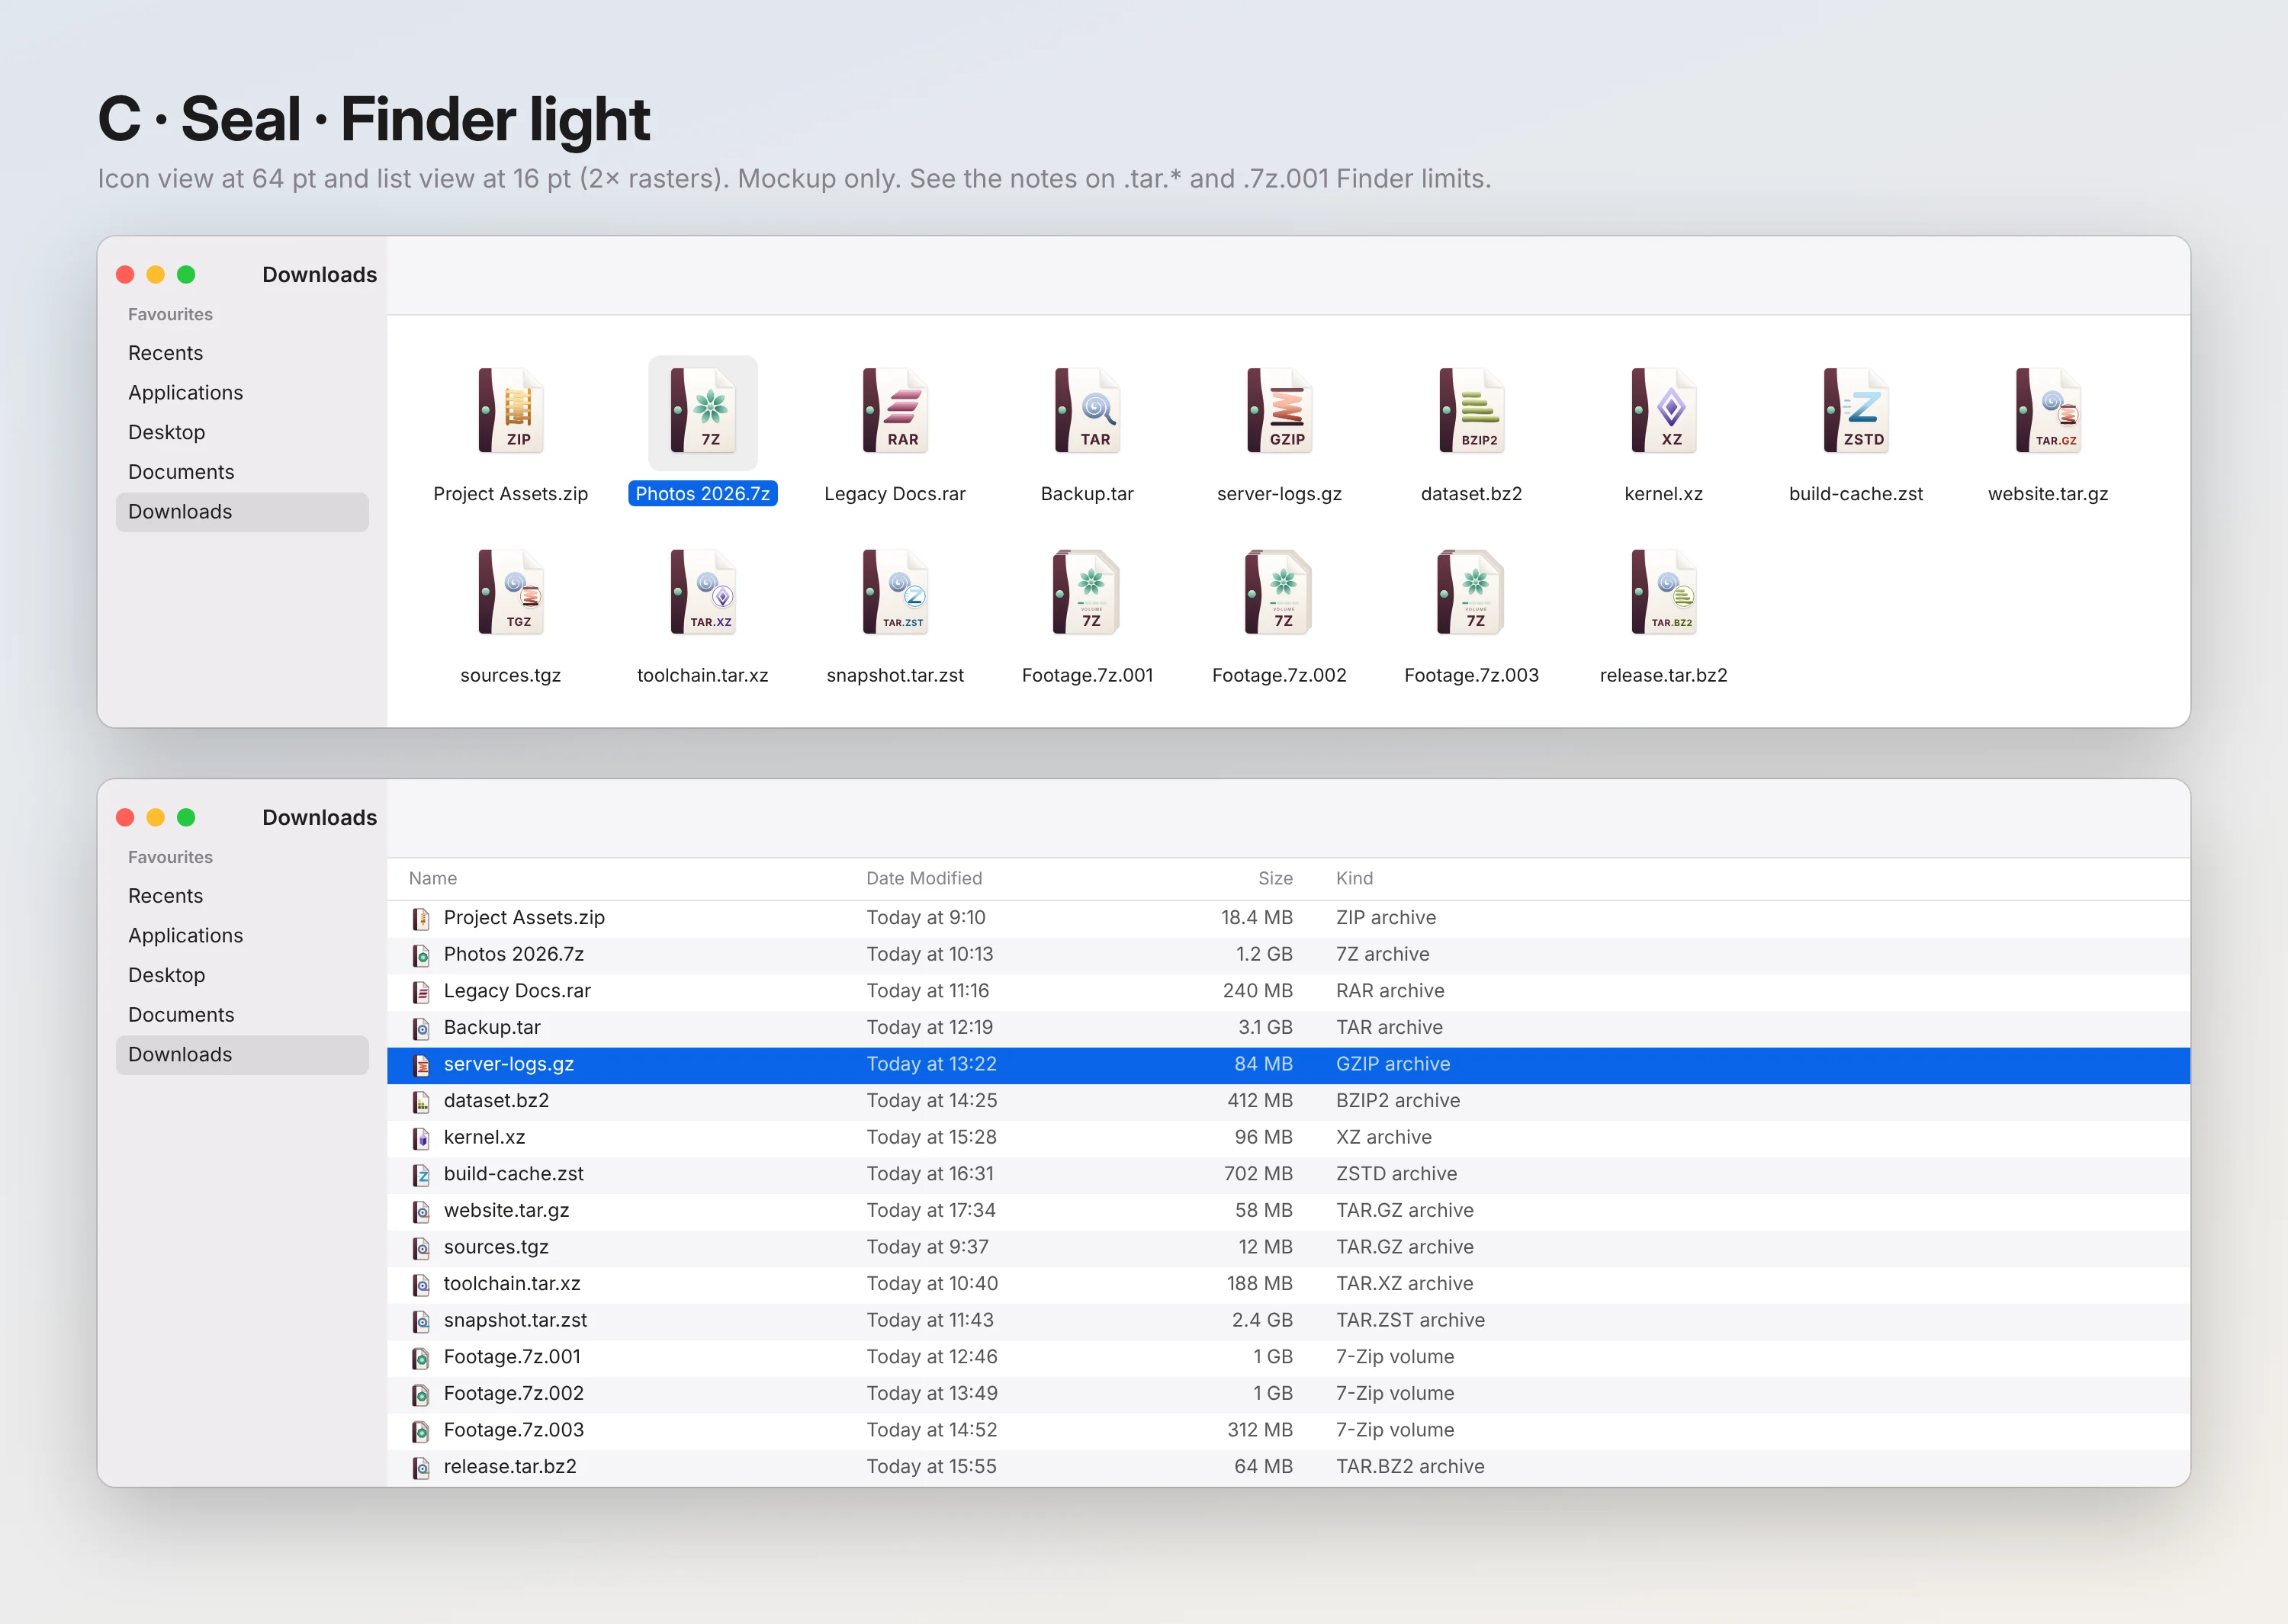 C · Seal · Finder light
Icon view at 64 pt and list view at 16 pt (2× rasters). Mockup only. See the notes on .tar.* and .7z.001 Finder limits.
Downloads
Favourites
Recents
Applications
Desktop
Documents
Downloads
ZIP
7Z
RAR
TAR
GZIP
BZIP2
XZ
ZSTD
TAR.GZ
Project Assets.zip
Photos 2026.7z
Legacy Docs.rar
Backup.tar
server-logs.gz
dataset.bz2
kernel.xz
build-cache.zst
website.tar.gz
TGZ
TAR.XZ
TAR.ZST
VOLUME
7Z
VOLUME
7Z
VOLUME
7Z
TAR.BZ2
sources.tgz
toolchain.tar.xz
snapshot.tar.zst
Footage.7z.001
Footage.7z.002
Footage.7z.003
release.tar.bz2
Downloads
Favourites
Recents
Applications
Desktop
Documents
Downloads
Name Date Modified Size Kind
Project Assets.zip Today at 9:10 18.4 MB ZIP archive
Photos 2026.7z Today at 10:13 1.2 GB 7Z archive
Legacy Docs.rar Today at 11:16 240 MB RAR archive
Backup.tar Today at 12:19 3.1 GB TAR archive
server-logs.gz Today at 13:22 84 MB GZIP archive
dataset.bz2 Today at 14:25 412 MB BZIP2 archive
kernel.xz Today at 15:28 96 MB XZ archive
build-cache.zst Today at 16:31 702 MB ZSTD archive
website.tar.gz Today at 17:34 58 MB TAR.GZ archive
sources.tgz Today at 9:37 12 MB TAR.GZ archive
toolchain.tar.xz Today at 10:40 188 MB TAR.XZ archive
snapshot.tar.zst Today at 11:43 2.4 GB TAR.ZST archive
Footage.7z.001 Today at 12:46 1 GB 7-Zip volume
Footage.7z.002 Today at 13:49 1 GB 7-Zip volume
Footage.7z.003 Today at 14:52 312 MB 7-Zip volume
release.tar.bz2 Today at 15:55 64 MB TAR.BZ2 archive